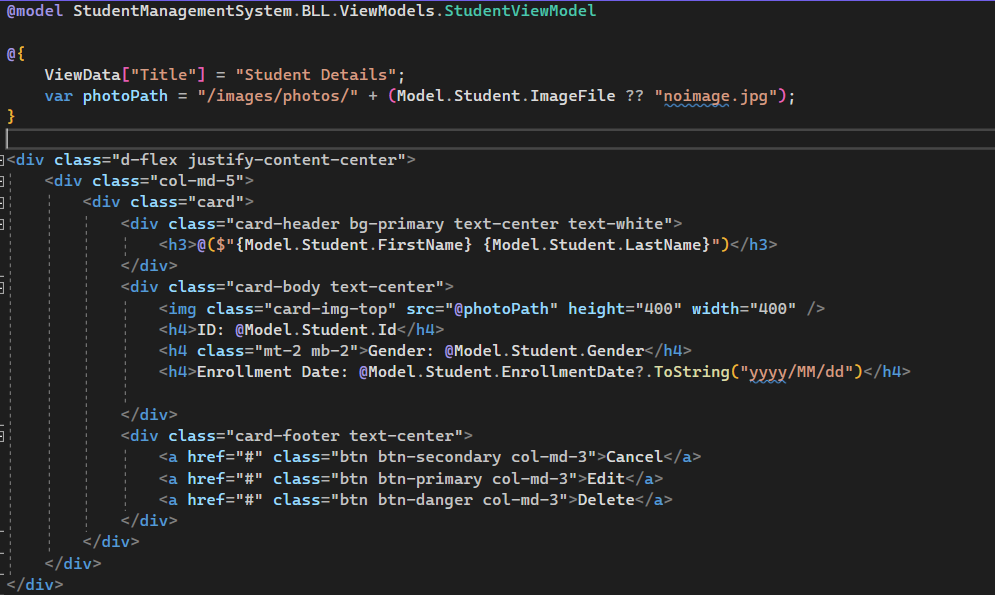 @model StudentManagementSystem.BLL.ViewModels.StudentViewModel
@{
ViewData["Title"] = "Student Details";
var photoPath = "/images/photos/" + (Model.Student.ImageFile ?? "noimage.jpg");
}
<div class="d-flex justify-content-center">
<div class="col-md-5">
<div class="card">
<div class="card-header bg-primary text-center text-white">
<h3>@($"{Model.Student.FirstName} {Model.Student.LastName}")</h3>
</div>
<div class="card-body text-center">
<img class="card-img-top" src="@photoPath" height="400" width="400" />
<h4>ID: @Model.Student.Id</h4>
<h4 class="mt-2 mb-2">Gender: @Model.Student.Gender</h4>
<h4>Enrollment Date: @Model.Student.EnrollmentDate?.ToString("yyyy/MM/dd")</h4>
</div>
<div class="card-footer text-center">
<a href="#" class="btn btn-secondary col-md-3">Cancel</a>
<a href="#" class="btn btn-primary col-md-3">Edit</a>
<a href="#" class="btn btn-danger col-md-3">Delete</a>
</div>
</div>
</div>
</div>